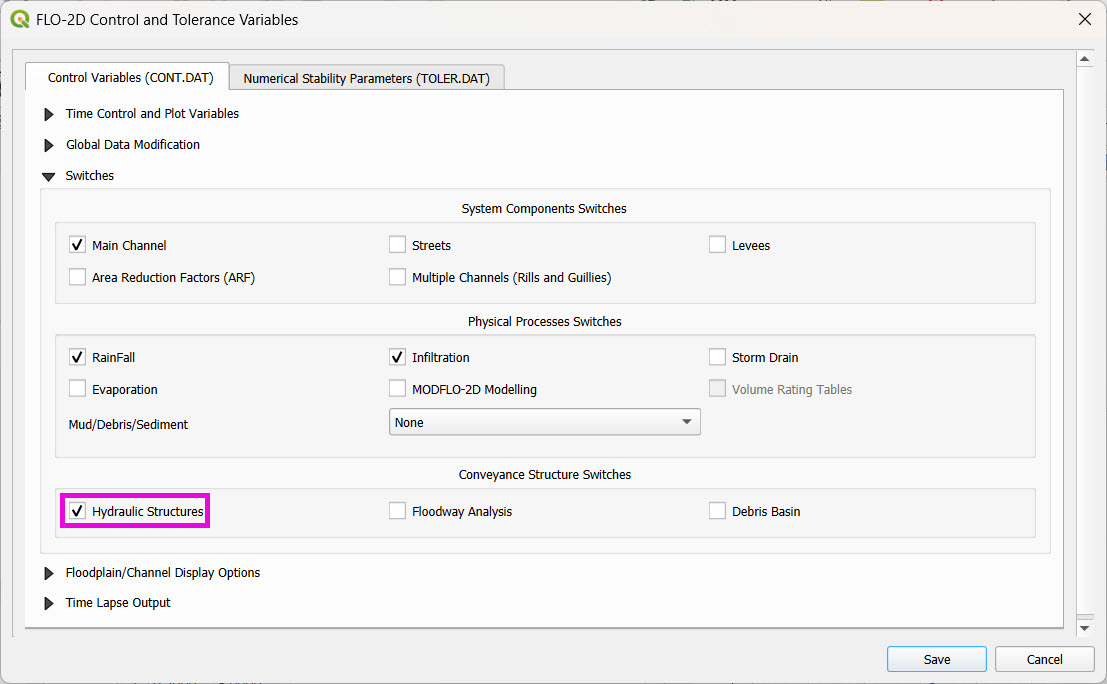 FLO-2D Control and Tolerance Variables
Control Variables (CONT.DAT)
Numerical Stability Parameters (TOLER.DAT)
Time Control and Plot Variables
Global Data Modification
Switches
System Components Switches
Main Channel
Streets
Levees
Area Reduction Factors (ARF)
Multiple Channels (Rills and Guillies)
Physical Processes Switches
RainFall
Infiltration
Storm Drain
Evaporation
MODFLO-2D Modelling
Volume Rating Tables
Mud/Debris/Sediment
None
Conveyance Structure Switches
Hydraulic Structures
Floodway Analysis
Debris Basin
Floodplain/Channel Display Options
Time Lapse Output
Save
Cancel